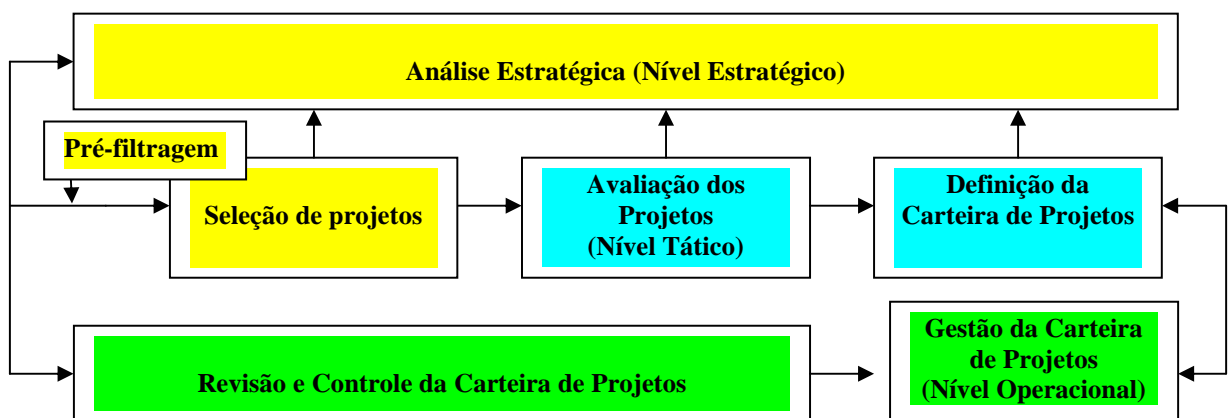 Análise Estratégica (Nível Estratégico)
Pré-filtragem
Seleção de projetos
Avaliação dos
Projetos
(Nível Tático)
Definição da
Carteira de Projetos
Revisão e Controle da Carteira de Projetos
Gestão da Carteira
de Projetos
(Nível Operacional)